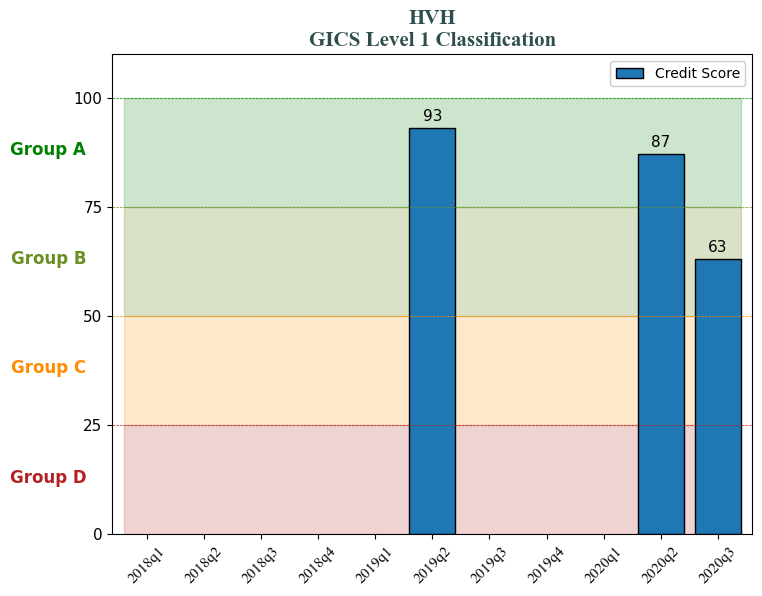 HVH
GICS Level 1 Classification
Credit Score
100
75
50
25
0
Group A
Group B
Group C
Group D
93
87
63
2018q1
2018q2
2018q3
2018q4
2019q1
2019q2
2019q3
2019q4
2020q1
2020q2
2020q3